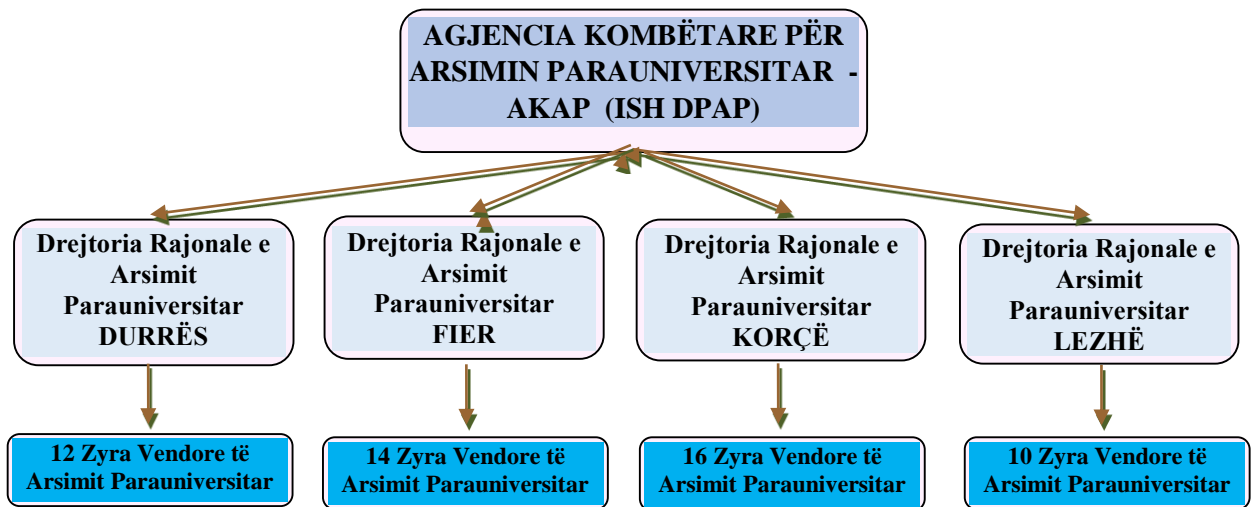 AGJENCIA KOMBËTARE PËR
ARSIMIN PARAUNIVERSITAR -
AKAP (ISH DPAP)
Drejtoria Rajonale e
Arsimit
Parauniversitar
DURRËS
Drejtoria Rajonale e
Arsimit
Parauniversitar
FIER
Drejtoria Rajonale e
Arsimit
Parauniversitar
KORÇË
Drejtoria Rajonale e
Arsimit
Parauniversitar
LEZHË
12 Zyra Vendore të
Arsimit Parauniversitar
14 Zyra Vendore të
Arsimit Parauniversitar
16 Zyra Vendore të
Arsimit Parauniversitar
10 Zyra Vendore të
Arsimit Parauniversitar